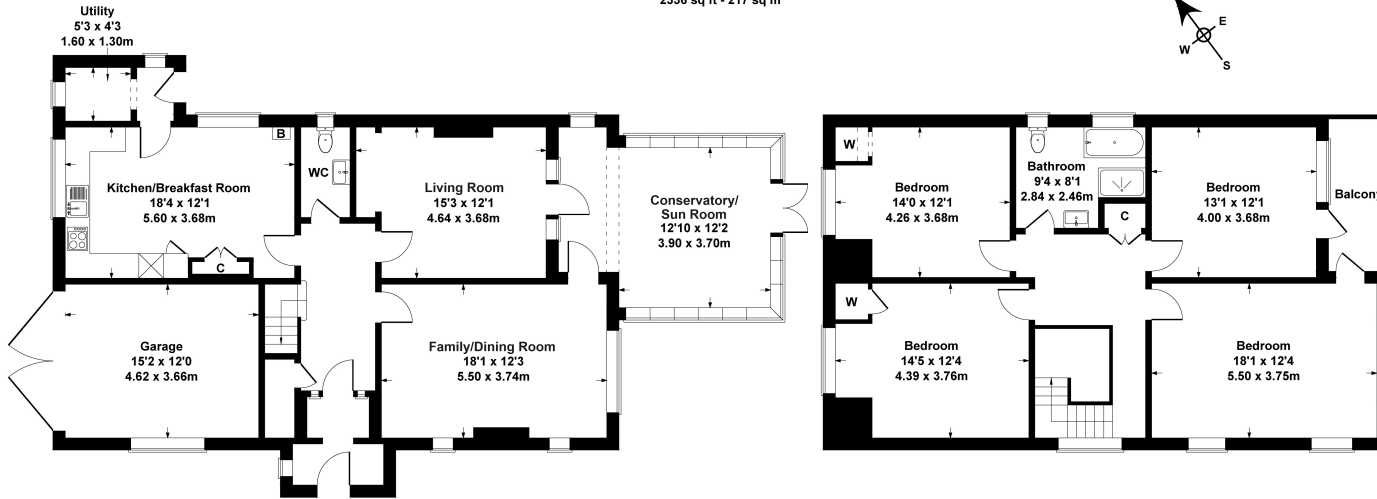 2336 sq ft - 217 sq m
E
W
S
Utility
5'3 x 4'3
1.60 x 1.30m
B
WC
Kitchen/Breakfast Room
18'4 x 12'1
5.60 x 3.68m
C
Living Room
15'3 x 12'1
4.64 x 3.68m
Conservatory/
Sun Room
12'10 x 12'2
3.90 x 3.70m
Garage
15'2 x 12'0
4.62 x 3.66m
Family/Dining Room
18'1 x 12'3
5.50 x 3.74m
W
Bedroom
14'0 x 12'1
4.26 x 3.68m
Bathroom
9'4 x 8'1
2.84 x 2.46m
C
Bedroom
13'1 x 12'1
4.00 x 3.68m
Balcony
W
Bedroom
14'5 x 12'4
4.39 x 3.76m
Bedroom
18'1 x 12'4
5.50 x 3.75m